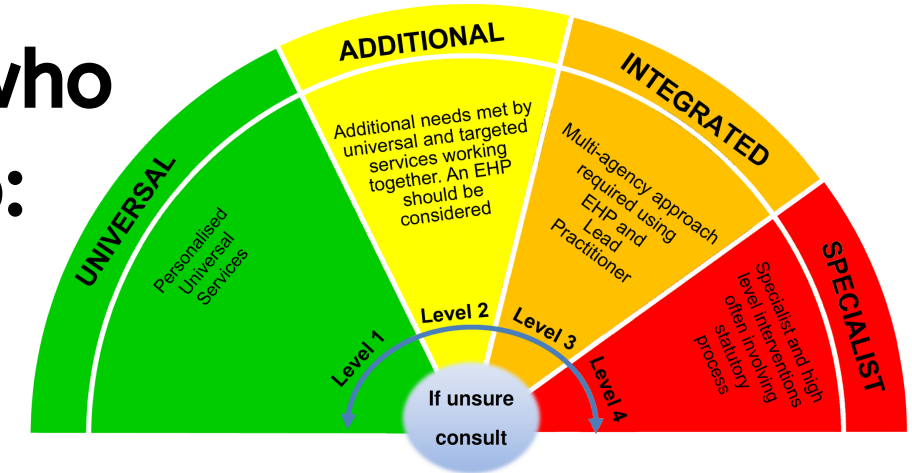 who
:
UNIVERSAL
Personalised
Universal
Services
Level 1
ADDITIONAL
Additional needs met by
universal and targeted
services working
together. An EHP
should be
considered
Level 2
INTEGRATED
Multi-agency approach
required using
EHP and
Lead
Practitioner
Level 3
SPECIALIST
Specialist and high
level interventions
often involving
statutory
process
Level 4
If unsure
consult